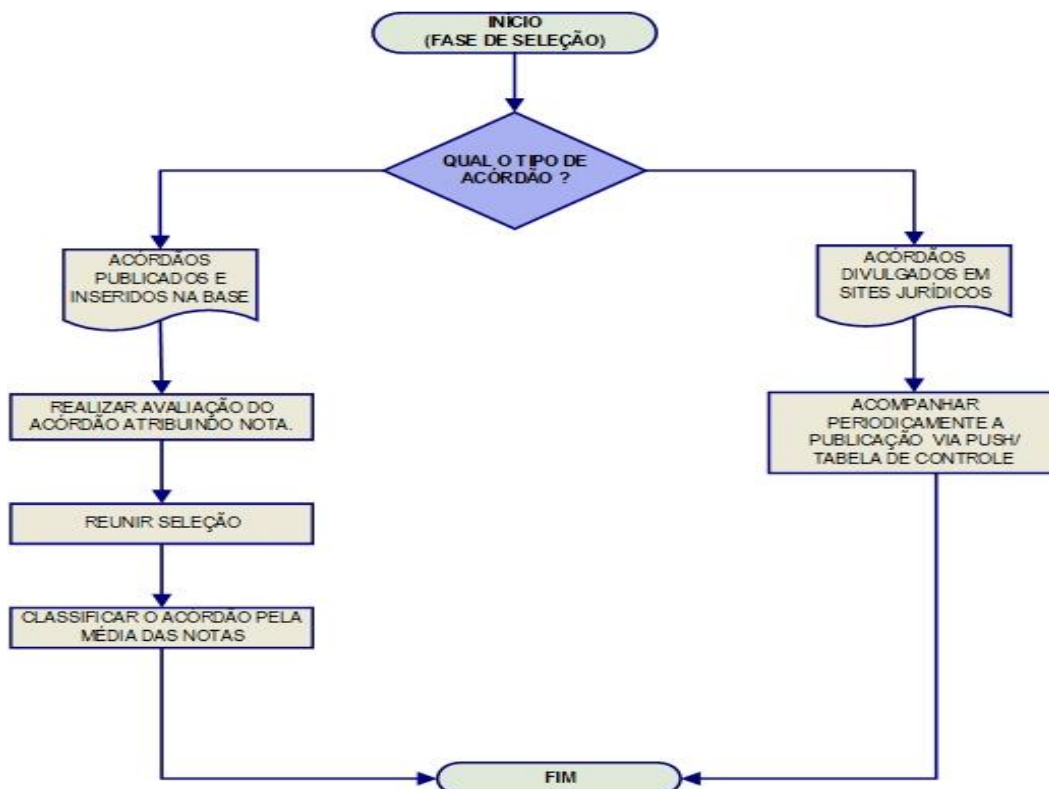 INÍCIO
(FASE DE SELEÇÃO)
QUAL O TIPO DE
ACÓRDÃO ?
ACÓRDÃOS
PUBLICADOS E
INSERIDOS NA BASE
ACÓRDÃOS
DIVULGADOS EM
SITES JURÍDICOS
REALIZAR AVALIAÇÃO DO
ACÓRDÃO ATRIBUINDO NOTA.
ACOMPANHAR
PERIODICAMENTE A
PUBLICAÇÃO VIA PUSH/
TABELA DE CONTROLE
REUNIR SELEÇÃO
CLASSIFICAR O ACÓRDÃO PELA
MÉDIA DAS NOTAS
FIM